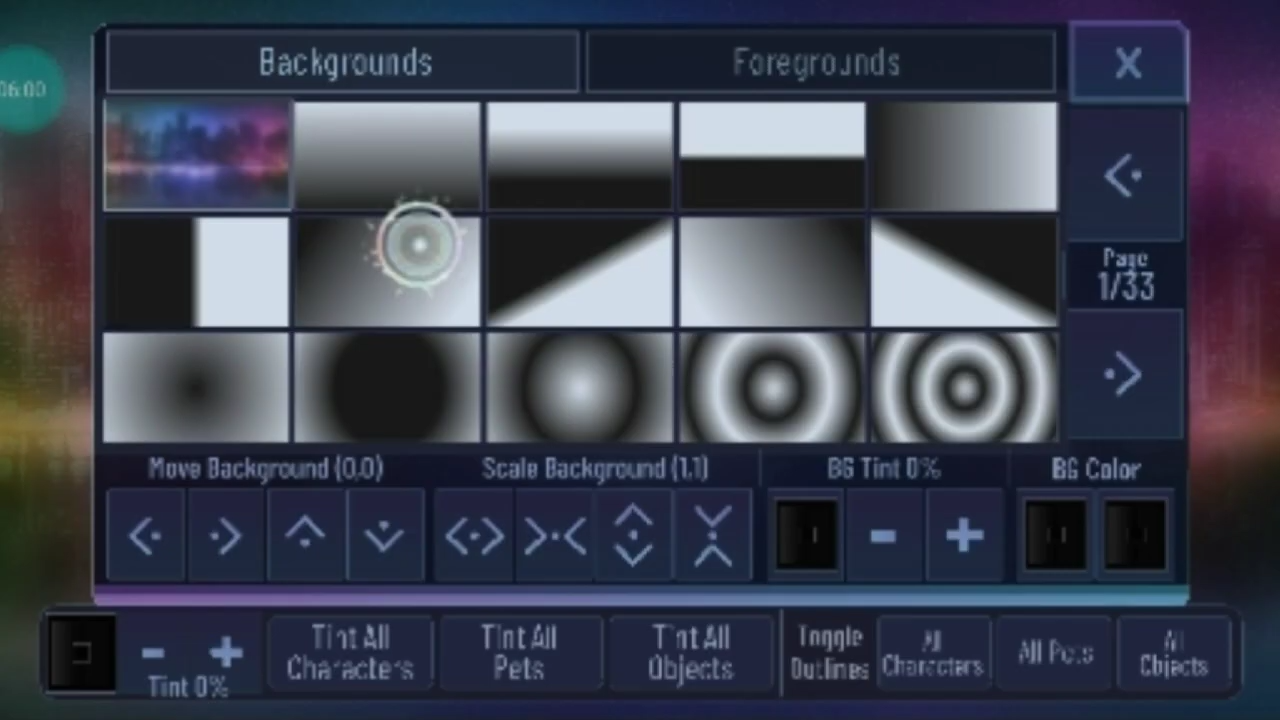 Backgrounds
Foregrounds
X
06:00
Page
1/33
Move Background (0,0)
Scale Background (1,1)
BG Tint 0%
BG Color
Tint 0%
Tint All
Characters
Tint All
Pets
Tint All
Objects
Toggle
Outlines
All
Characters
All Pets
All
Objects